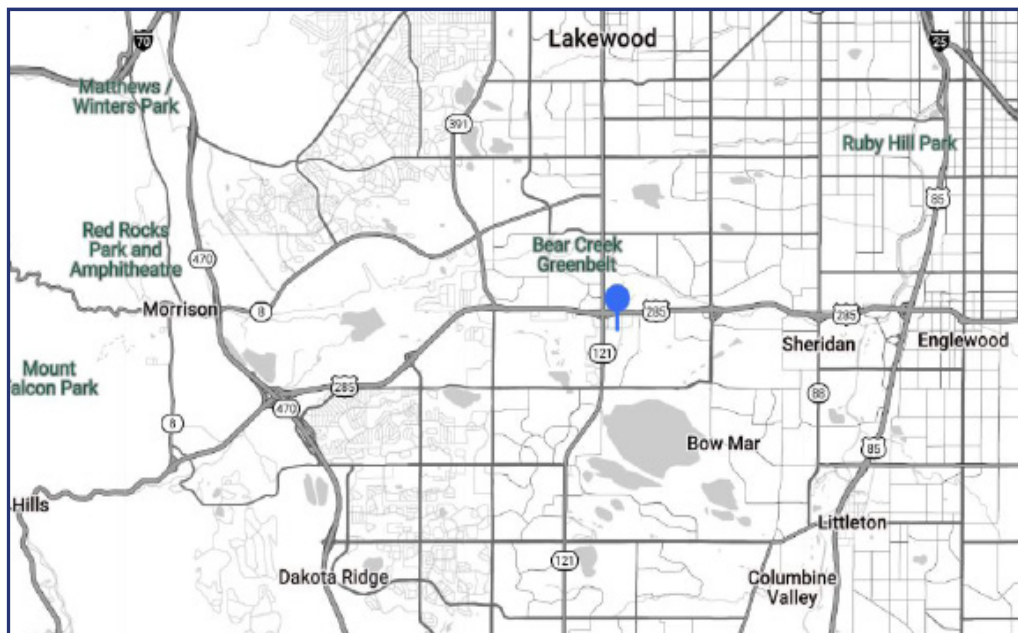 Lakewood
70
25
Matthews /
Winters Park
391
Ruby Hill Park
85
Red Rocks
Park and
Amphitheatre
470
Bear Creek
Greenbelt
Morrison
8
285
285
Sheridan
Englewood
121
Mount
alcon Park
285
470
88
8
Bow Mar
85
Hills
Littleton
121
Dakota Ridge
Columbine
Valley